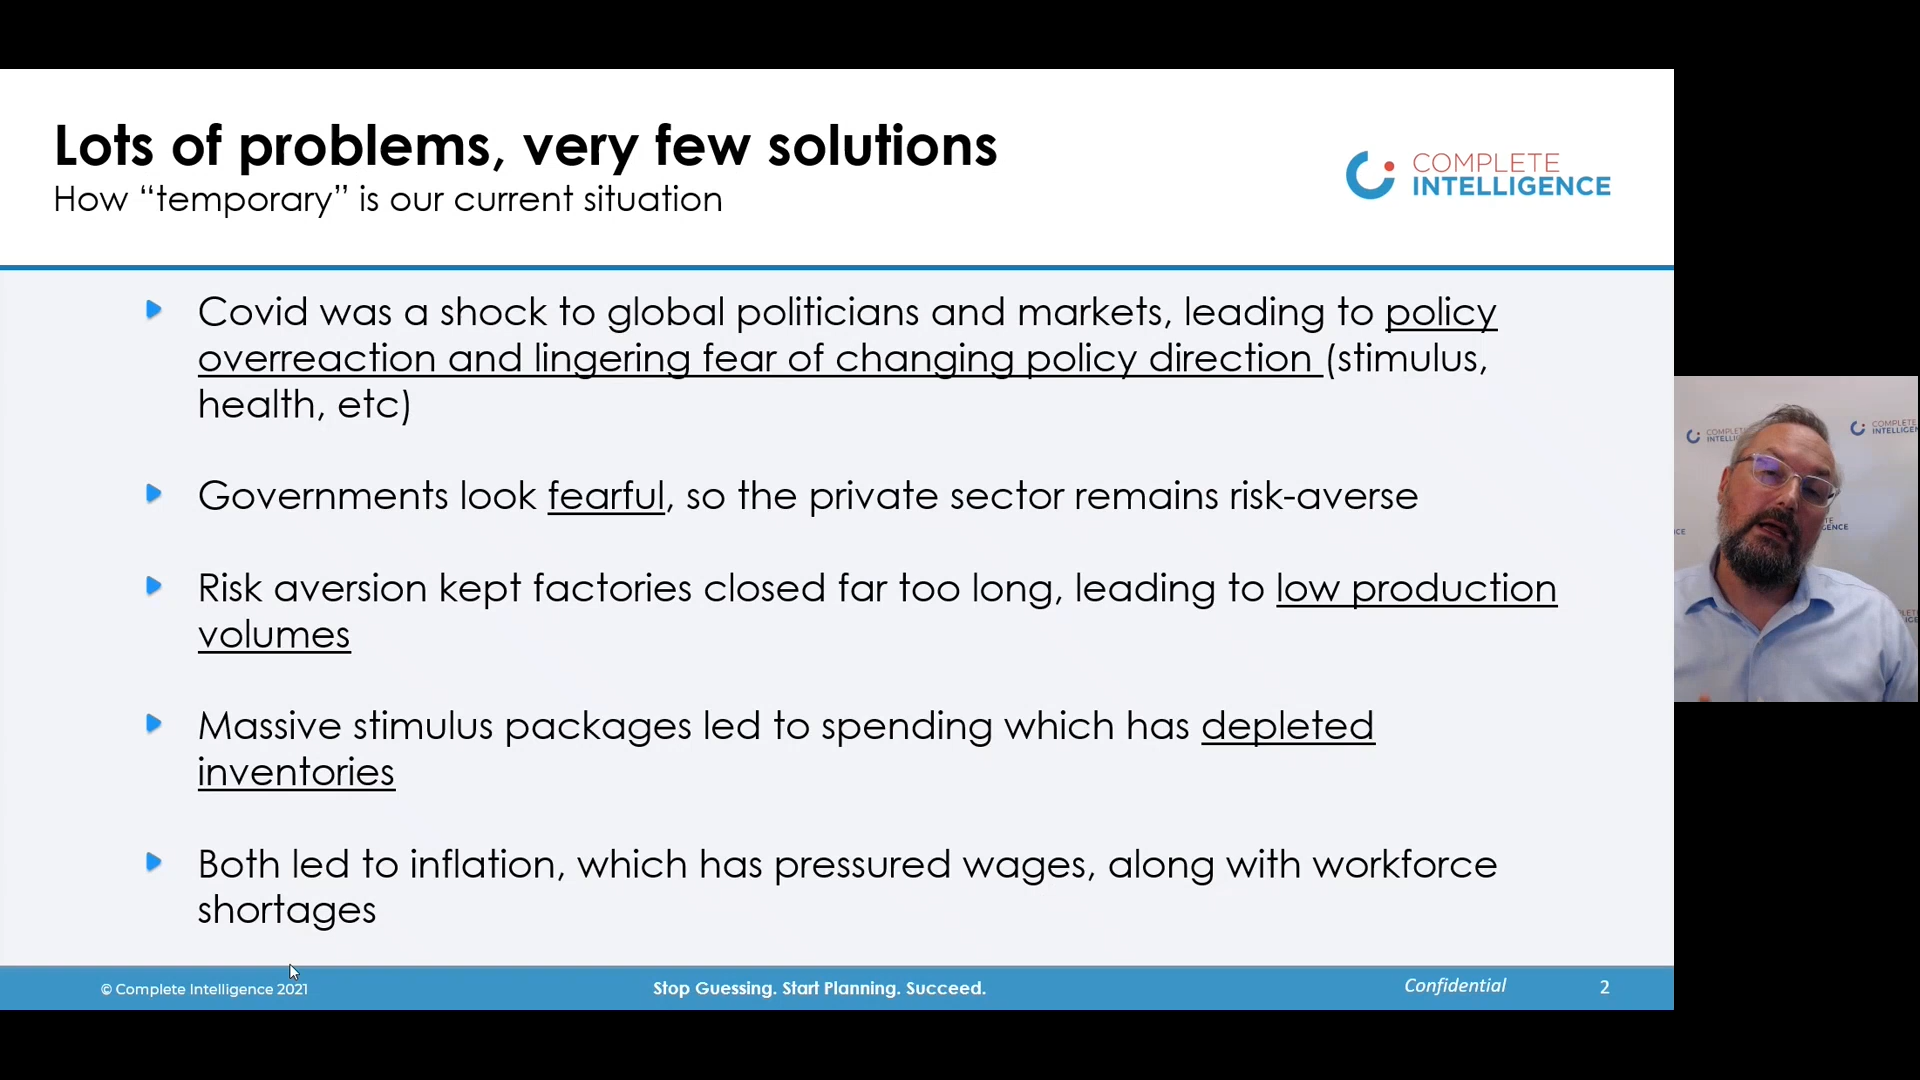 Lots of problems, very few solutions
How “temporary” is our current situation
COMPLETE
INTELLIGENCE
Covid was a shock to global politicians and markets, leading to policy
overreaction and lingering fear of changing policy direction (stimulus,
health, etc)
Governments look fearful, so the private sector remains risk-averse
Risk aversion kept factories closed far too long, leading to low production
volumes
Massive stimulus packages led to spending which has depleted
inventories
Both led to inflation, which has pressured wages, along with workforce
shortages
© Complete Intelligence 2021
Stop Guessing. Start Planning. Succeed.
Confidential
2
COMPLETE
COMPLETE